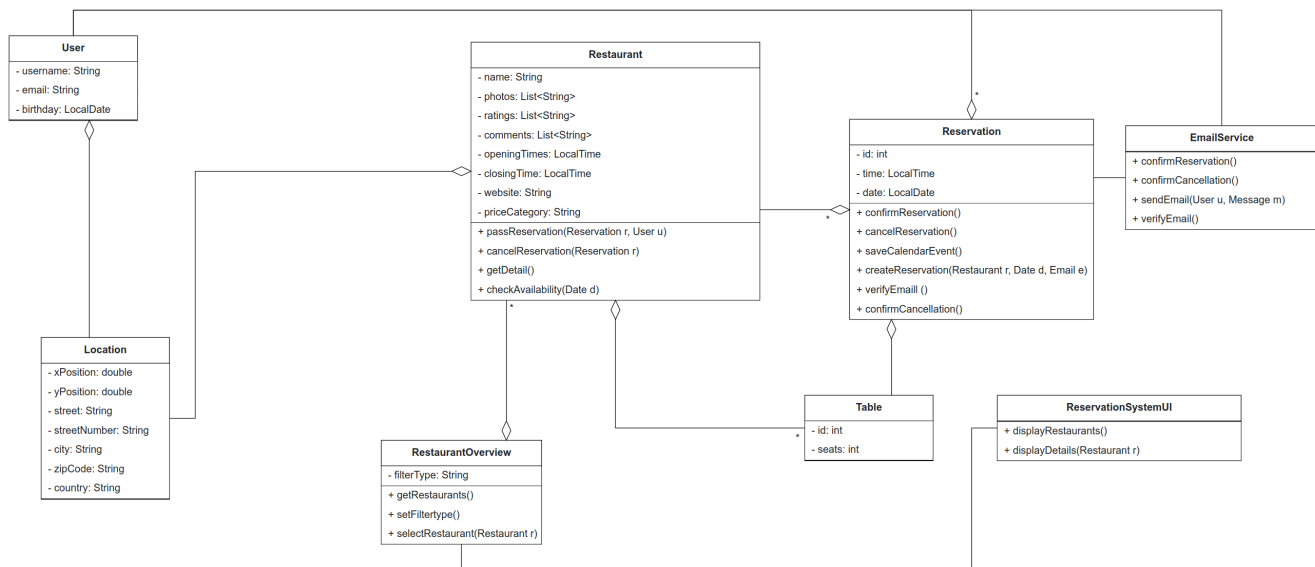 User
- username: String
- email: String
- birthday: LocalDate
Restaurant
- name: String
- photos: List<String>
- ratings: List<String>
- comments: List<String>
- openingTimes: LocalTime
- closingTime: LocalTime
- website: String
- priceCategory: String
+ passReservation(Reservation r, User u)
+ cancelReservation(Reservation r)
+ getDetail()
+ checkAvailability(Date d)
*
*
*
Reservation
- id: int
- time: LocalTime
- date: LocalDate
+ confirmReservation()
+ cancelReservation()
+ saveCalendarEvent()
+ createReservation(Restaurant r, Date d, Email e)
+ verifyEmaill ()
+ confirmCancellation()
EmailService
+ confirmReservation()
+ confirmCancellation()
+ sendEmail(User u, Message m)
+ verifyEmail()
Location
- xPosition: double
- yPosition: double
- street: String
- streetNumber: String
- city: String
- zipCode: String
- country: String
RestaurantOverview
- filterType: String
+ getRestaurants()
+ setFiltertype()
+ selectRestaurant(Restaurant r)
*
Table
- id: int
- seats: int
ReservationSystemUI
+ displayRestaurants()
+ displayDetails(Restaurant r)